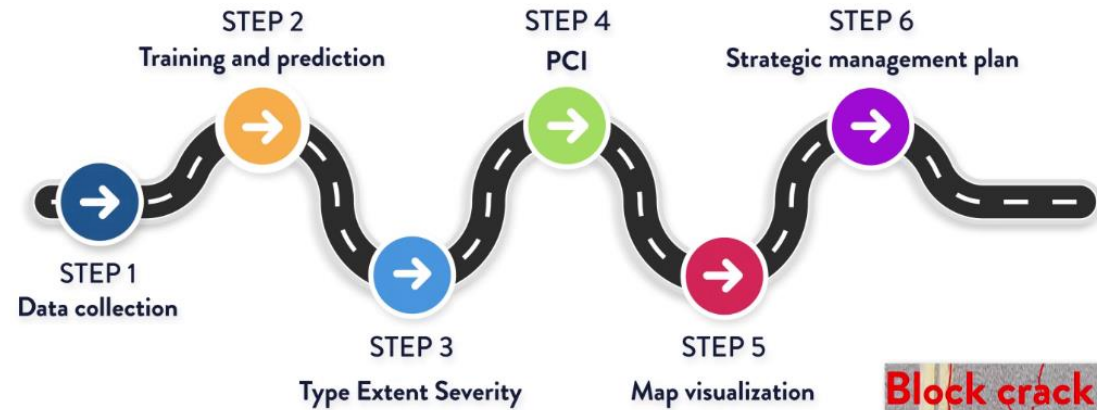 STEP 1
Data collection
STEP 2
Training and prediction
STEP 3
Type Extent Severity
STEP 4
PCI
STEP 5
Map visualization
STEP 6
Strategic management plan
Block crack